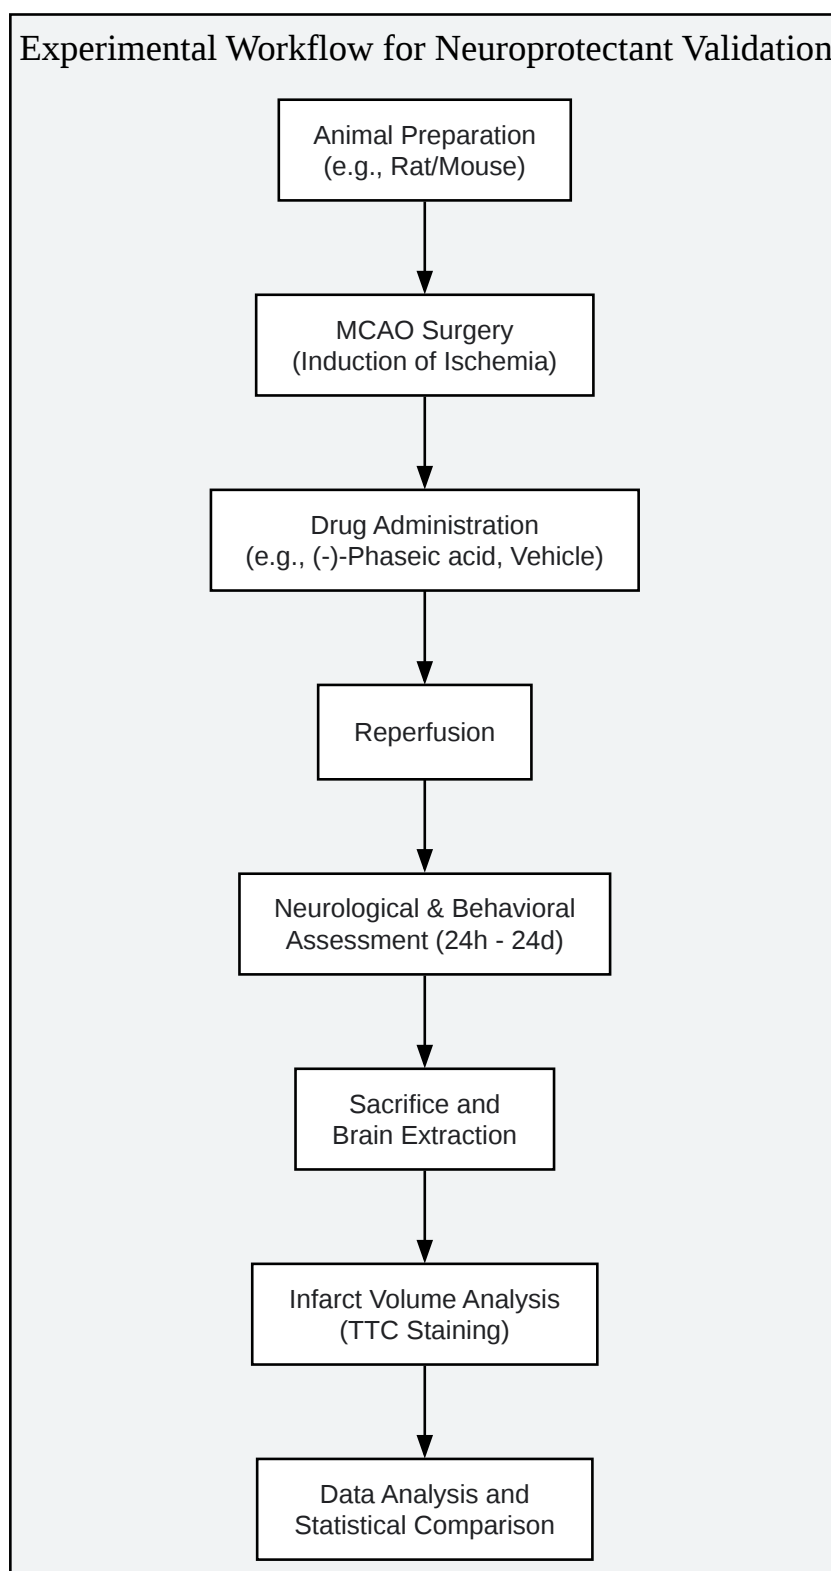 Experimental Workflow for Neuroprotectant Validation
Animal Preparation
(e.g., Rat/Mouse)
MCAO Surgery
(Induction of Ischemia)
Drug Administration
(e.g., (-)-Phaseic acid, Vehicle)
Reperfusion
Neurological & Behavioral
Assessment (24h - 24d)
Sacrifice and
Brain Extraction
Infarct Volume Analysis
(TTC Staining)
Data Analysis and
Statistical Comparison